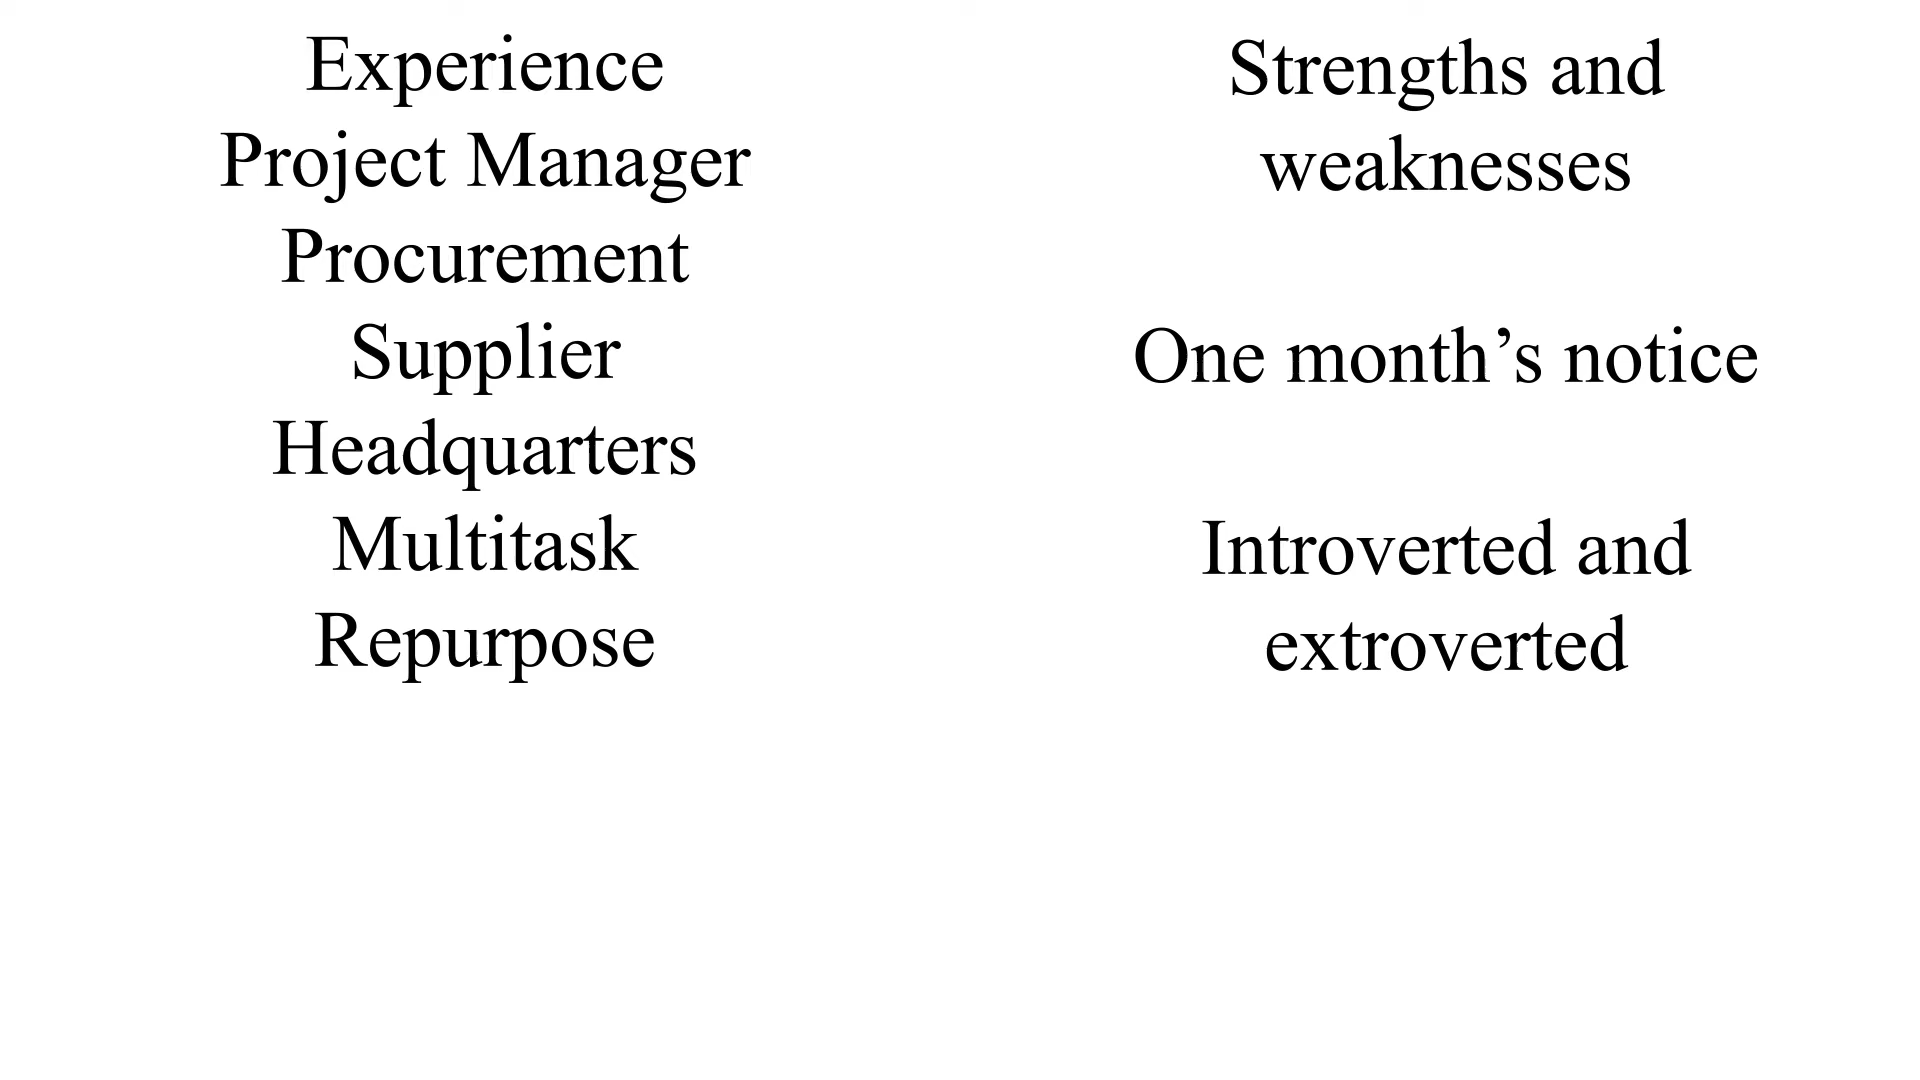 Experience
Project Manager
Procurement
Supplier
Headquarters
Multitask
Repurpose
Strengths and
weaknesses
One month’s notice
Introverted and
extroverted